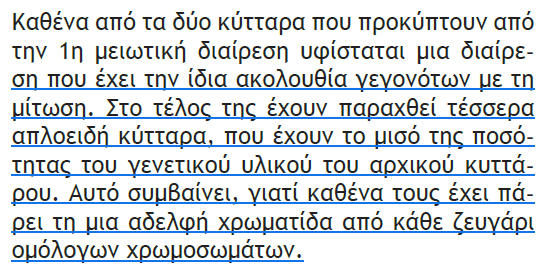 Καθένα από τα δύο κύτταρα που προκύπτουν από
την 1η μειωτική διαίρεση υφίσταται μια διαίρε-
ση που έχει την ίδια ακολουθία γεγονότων με τη
μίτωση. Στο τέλος της έχουν παραχθεί τέσσερα
απλοειδή κύτταρα, που έχουν το μισό της ποσό-
τητας του γενετικού υλικού του αρχικού κυττά-
ρου. Αυτό συμβαίνει, γιατί καθένα τους έχει πά-
ρει τη μια αδελφή χρωματίδα από κάθε ζευγάρι
ομόλογων χρωμοσωμάτων.